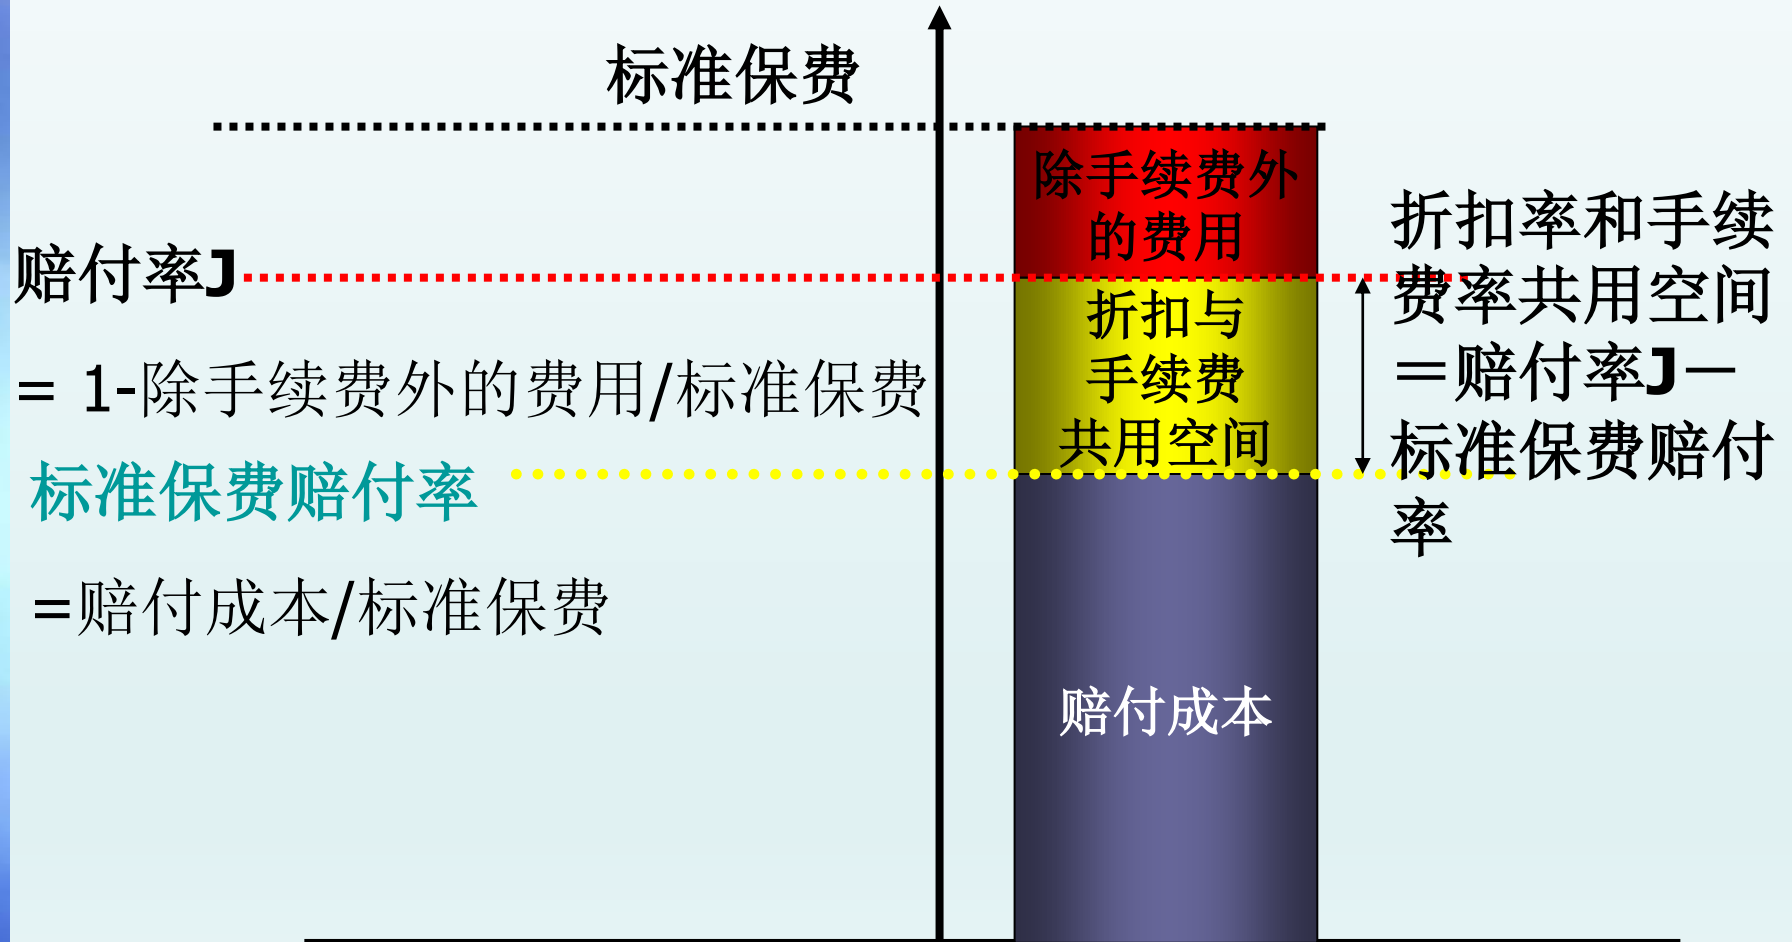 标准保费
赔付率J
= 1-除手续费外的费用/标准保费
标准保费赔付率
=赔付成本/标准保费
除手续费外
的费用
折扣与
手续费
共用空间
赔付成本
折扣率和手续
费率共用空间
＝赔付率J－
标准保费赔付
率